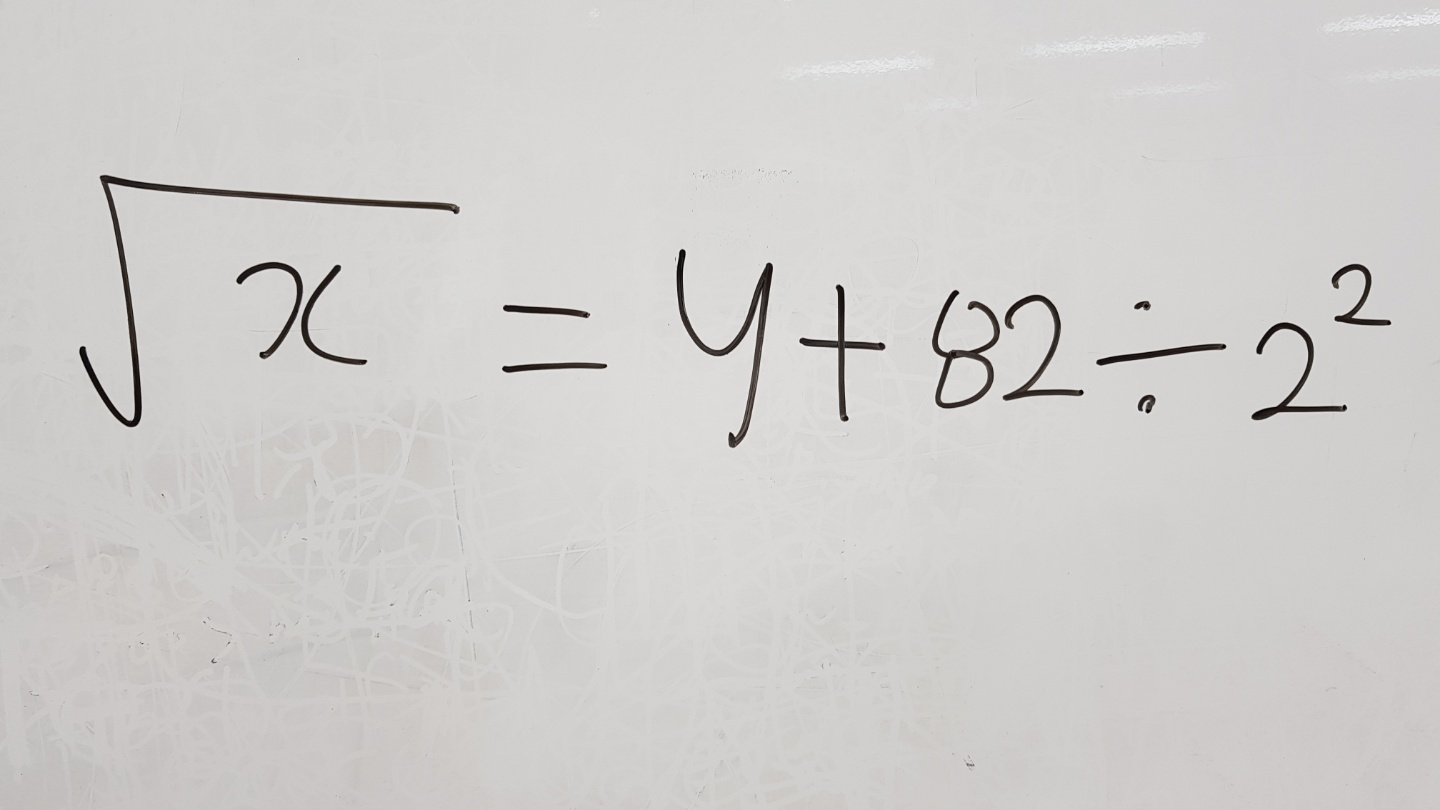 √x = y + 82 ÷ 2²